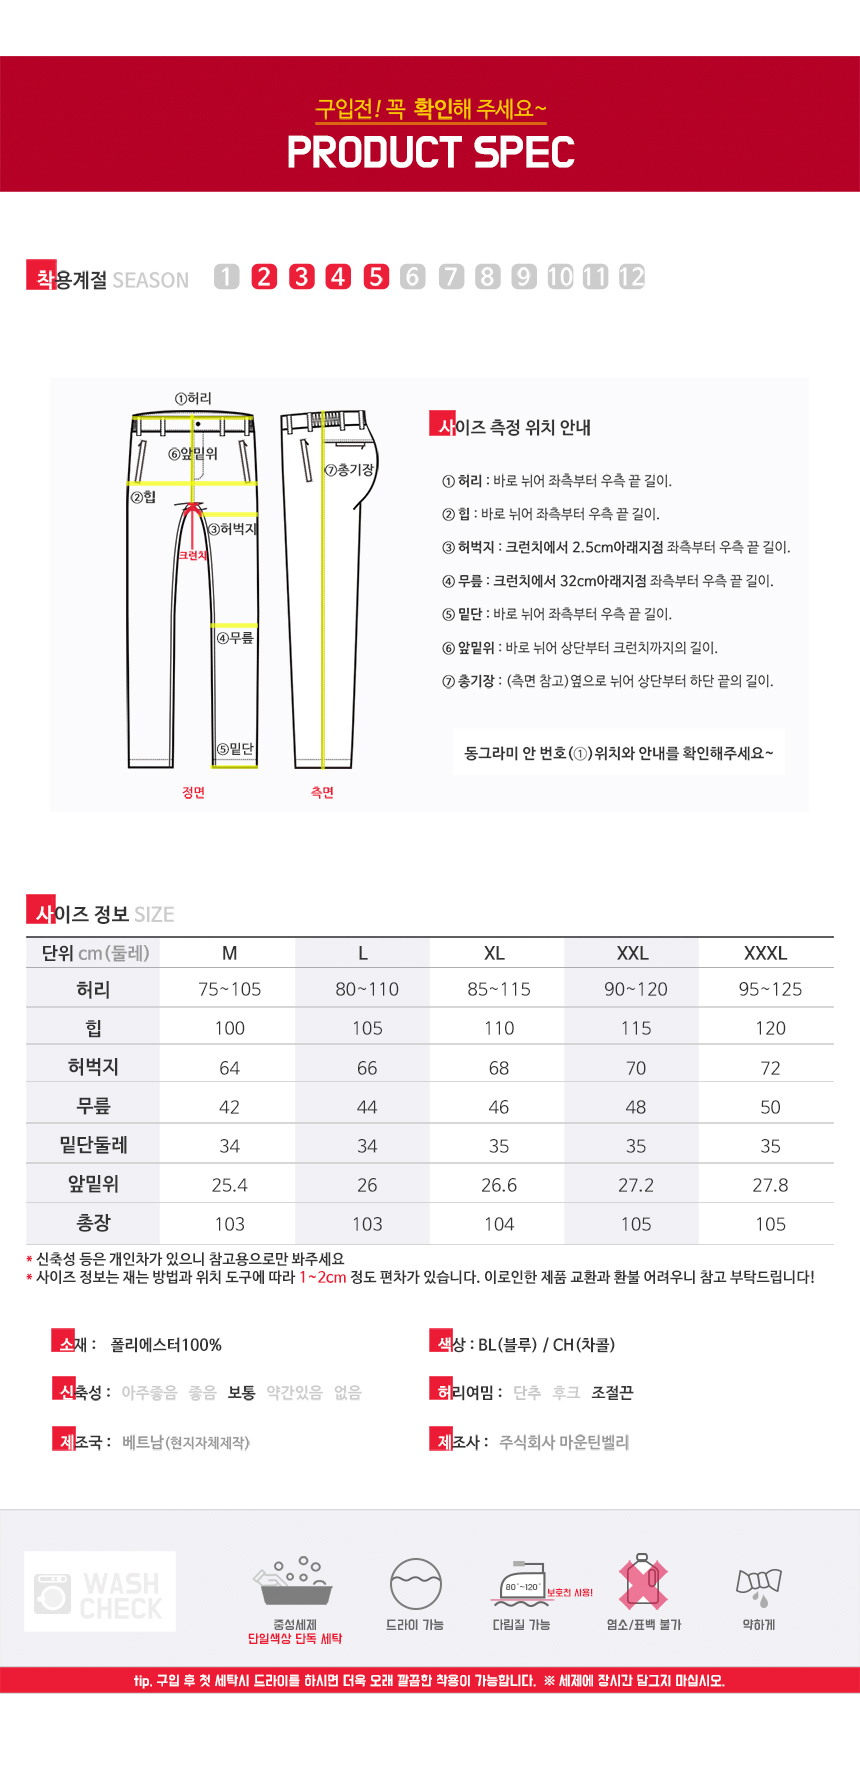 구입전! 꼭 확인해 주세요~
PRODUCT SPEC
착용계절 SEASON 1 2 3 4 5 6 7 8 9 10 11 12
①허리
⑥앞밑위
②힙
③허벅지
크런치
④무릎
⑤밑단
정면
⑦총기장
측면
사이즈 측정 위치 안내
① 허리 : 바로 뉘어 좌측부터 우측 끝 길이.
② 힙 : 바로 뉘어 좌측부터 우측 끝 길이.
③ 허벅지 : 크런치에서 2.5cm아래지점 좌측부터 우측 끝 길이.
④ 무릎 : 크런치에서 32cm아래지점 좌측부터 우측 끝 길이.
⑤ 밑단 : 바로 뉘어 좌측부터 우측 끝 길이.
⑥ 앞밑위 : 바로 뉘어 상단부터 크런치까지의 길이.
⑦ 총기장 : (측면 참고)옆으로 뉘어 상단부터 하단 끝의 길이.
동그라미 안 번호(①)위치와 안내를 확인해주세요~
사이즈 정보 SIZE
단위 cm(둘레) M L XL XXL XXXL
허리 75~105 80~110 85~115 90~120 95~125
힙 100 105 110 115 120
허벅지 64 66 68 70 72
무릎 42 44 46 48 50
밑단둘레 34 34 35 35 35
앞밑위 25.4 26 26.6 27.2 27.8
총장 103 103 104 105 105
* 신축성 등은 개인차가 있으니 참고용으로만 봐주세요
* 사이즈 정보는 재는 방법과 위치 도구에 따라 1~2cm 정도 편차가 있습니다. 이로인한 제품 교환과 환불 어려우니 참고 부탁드립니다!
소재 : 폴리에스터100%
색상 : BL(블루) / CH(차콜)
신축성 : 아주좋음 좋음 보통 약간있음 없음
허리여밈 : 단추 후크 조절끈
제조국 : 베트남(현지자체제작)
제조사 : 주식회사 마운틴벨리
WASH
CHECK
중성세제
단일색상 단독 세탁
드라이 가능
80˚~120˚
보호천 사용!
다림질 가능
염소/표백 불가
약하게
tip. 구입 후 첫 세탁시 드라이를 하시면 더욱 오래 깔끔한 착용이 가능합니다. ※ 세제에 장시간 담그지 마십시오.